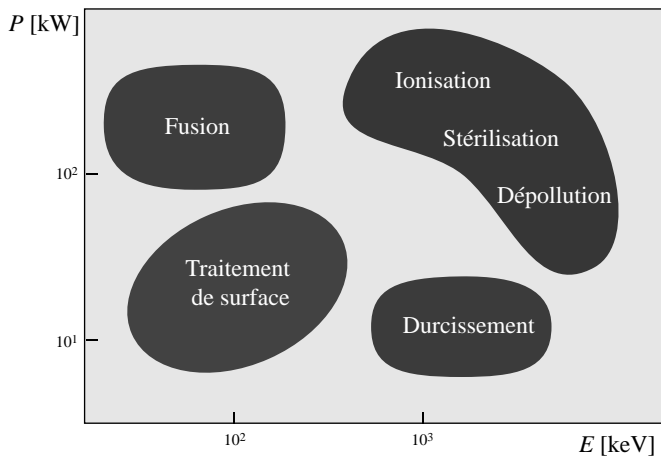 P [kW]
Ionisation
Fusion
Stérilisation
10²
Dépollution
Traitement
de surface
Durcissement
10¹
10²
10³
E [keV]